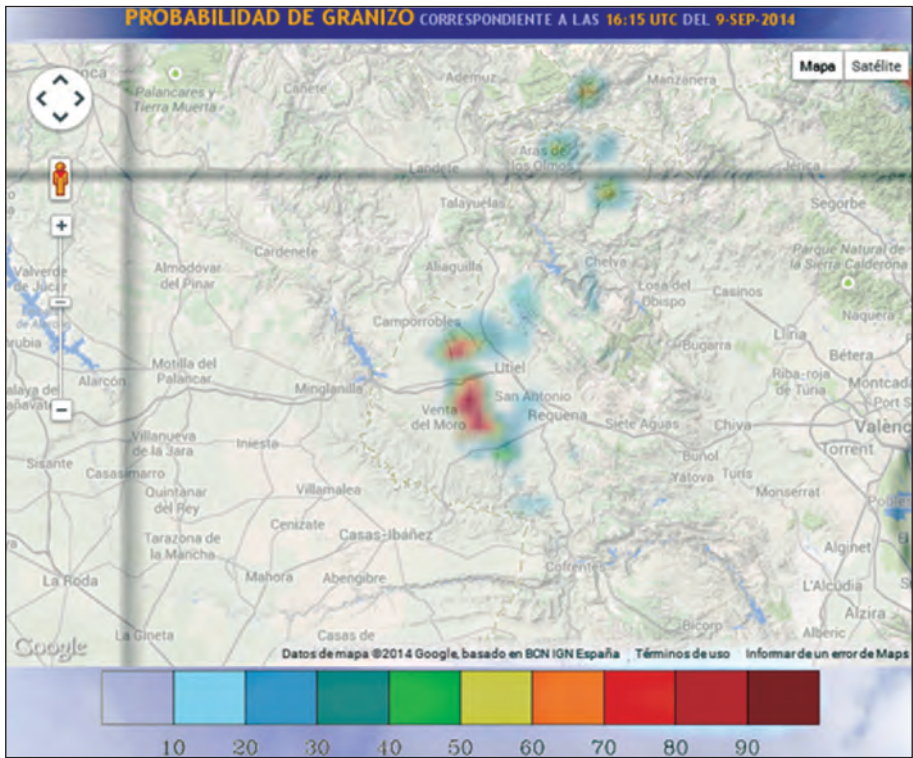 PROBABILIDAD DE GRANIZO CORRESPONDIENTE A LAS 16:15 UTC DEL 9-SEP-2014
Mapa Satélite
Palancares y
Tierra Muerta
Cañete
Ademuz
Manzanera
Landete
Aras de
los Olmos
Jérica
Talayuelas
Segorbe
Cardenete
Aliaguilla
Chelva
Parque Natural de
la Sierra Calderona
Valverde
de Júcar
Almodóvar
del Pinar
Losa del
Obispo
Casinos
Naquera
Camporrobles
Llíria
Bugarra
Bétera
Motilla del
Palancar
Alarcón
Minglanilla
Utiel
Riba-roja
de Túria
Montcada
San Antonio
Requena
Venta
del Moro
Siete Aguas
Chiva
Valènc
Torrent
Villanueva
de la Jara
Iniesta
Buñol
Sisante
Casasimarro
Yátova
Turís
Quintanar
del Rey
Villamalea
Monserrat
Cenizate
Casas-Ibáñez
Tarazona de
la Mancha
Alginet
Cofrentes
La Roda
Mahora
Abengibre
L'Alcúdia
Alzira
La Gineta
Casas de
Bicorp
Alberic
Google
Datos de mapa ©2014 Google, basado en BCN IGN España Términos de uso Informar de un error de Maps
10 20 30 40 50 60 70 80 90